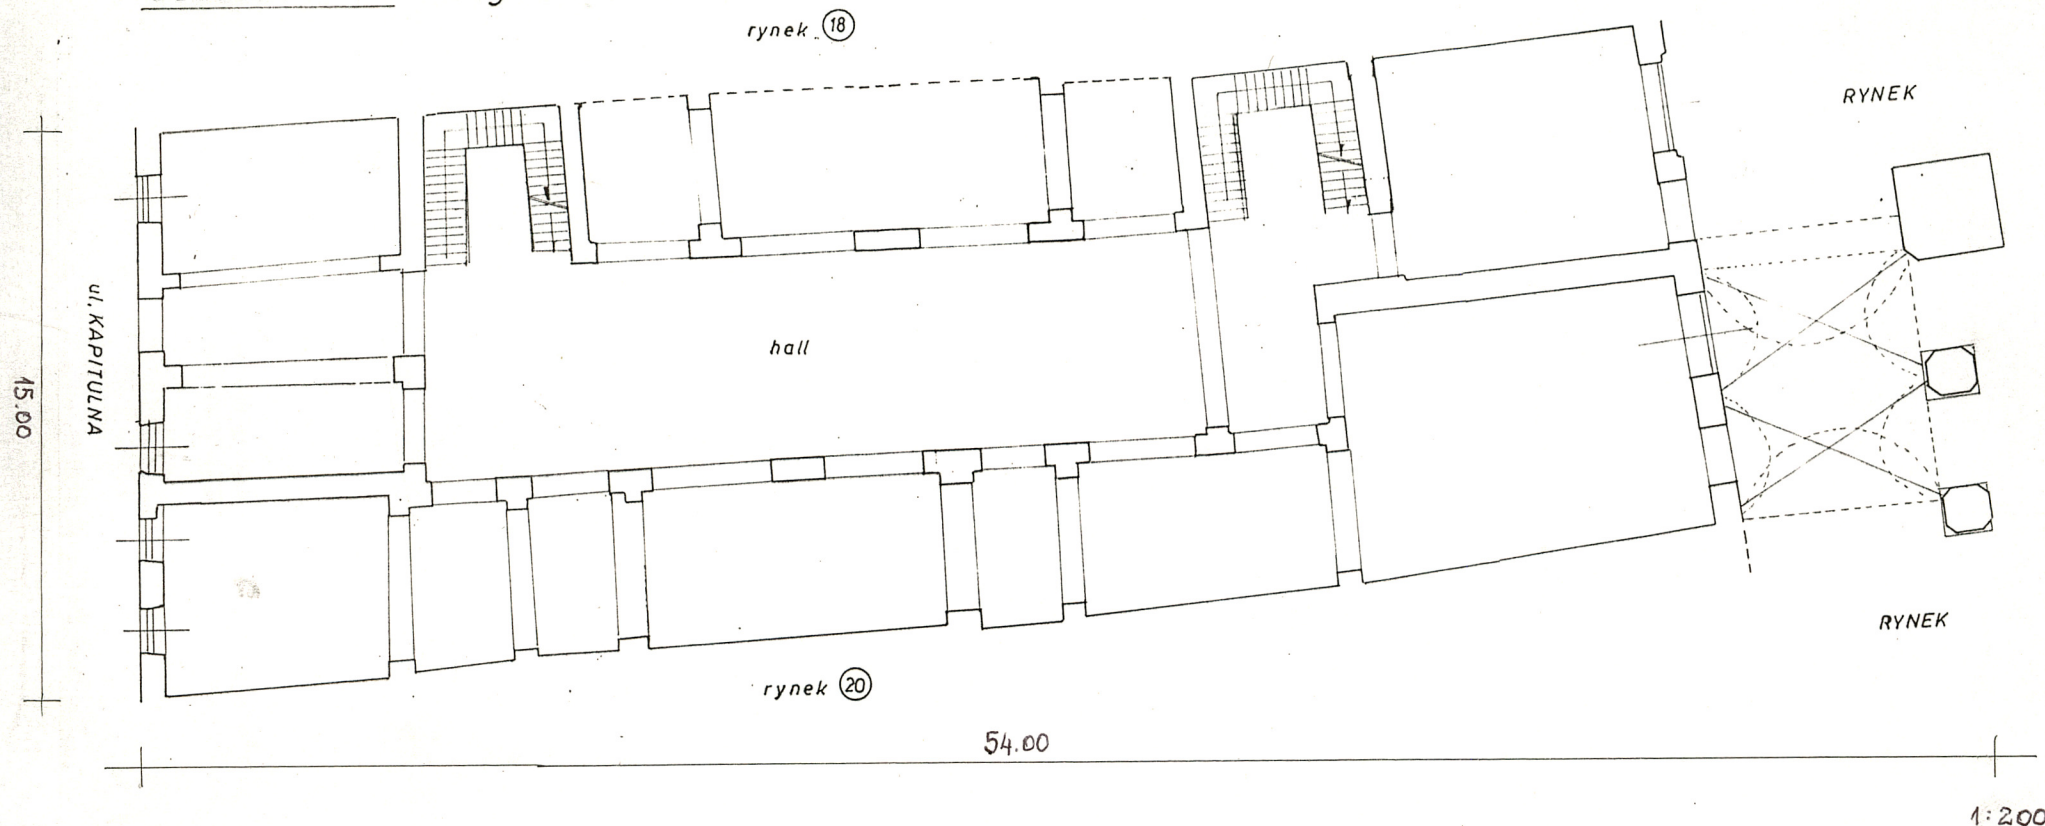 rynek 18
RYNEK
ul. KAPITULNA
hall
15.00
RYNEK
rynek 20
54.00
1:200